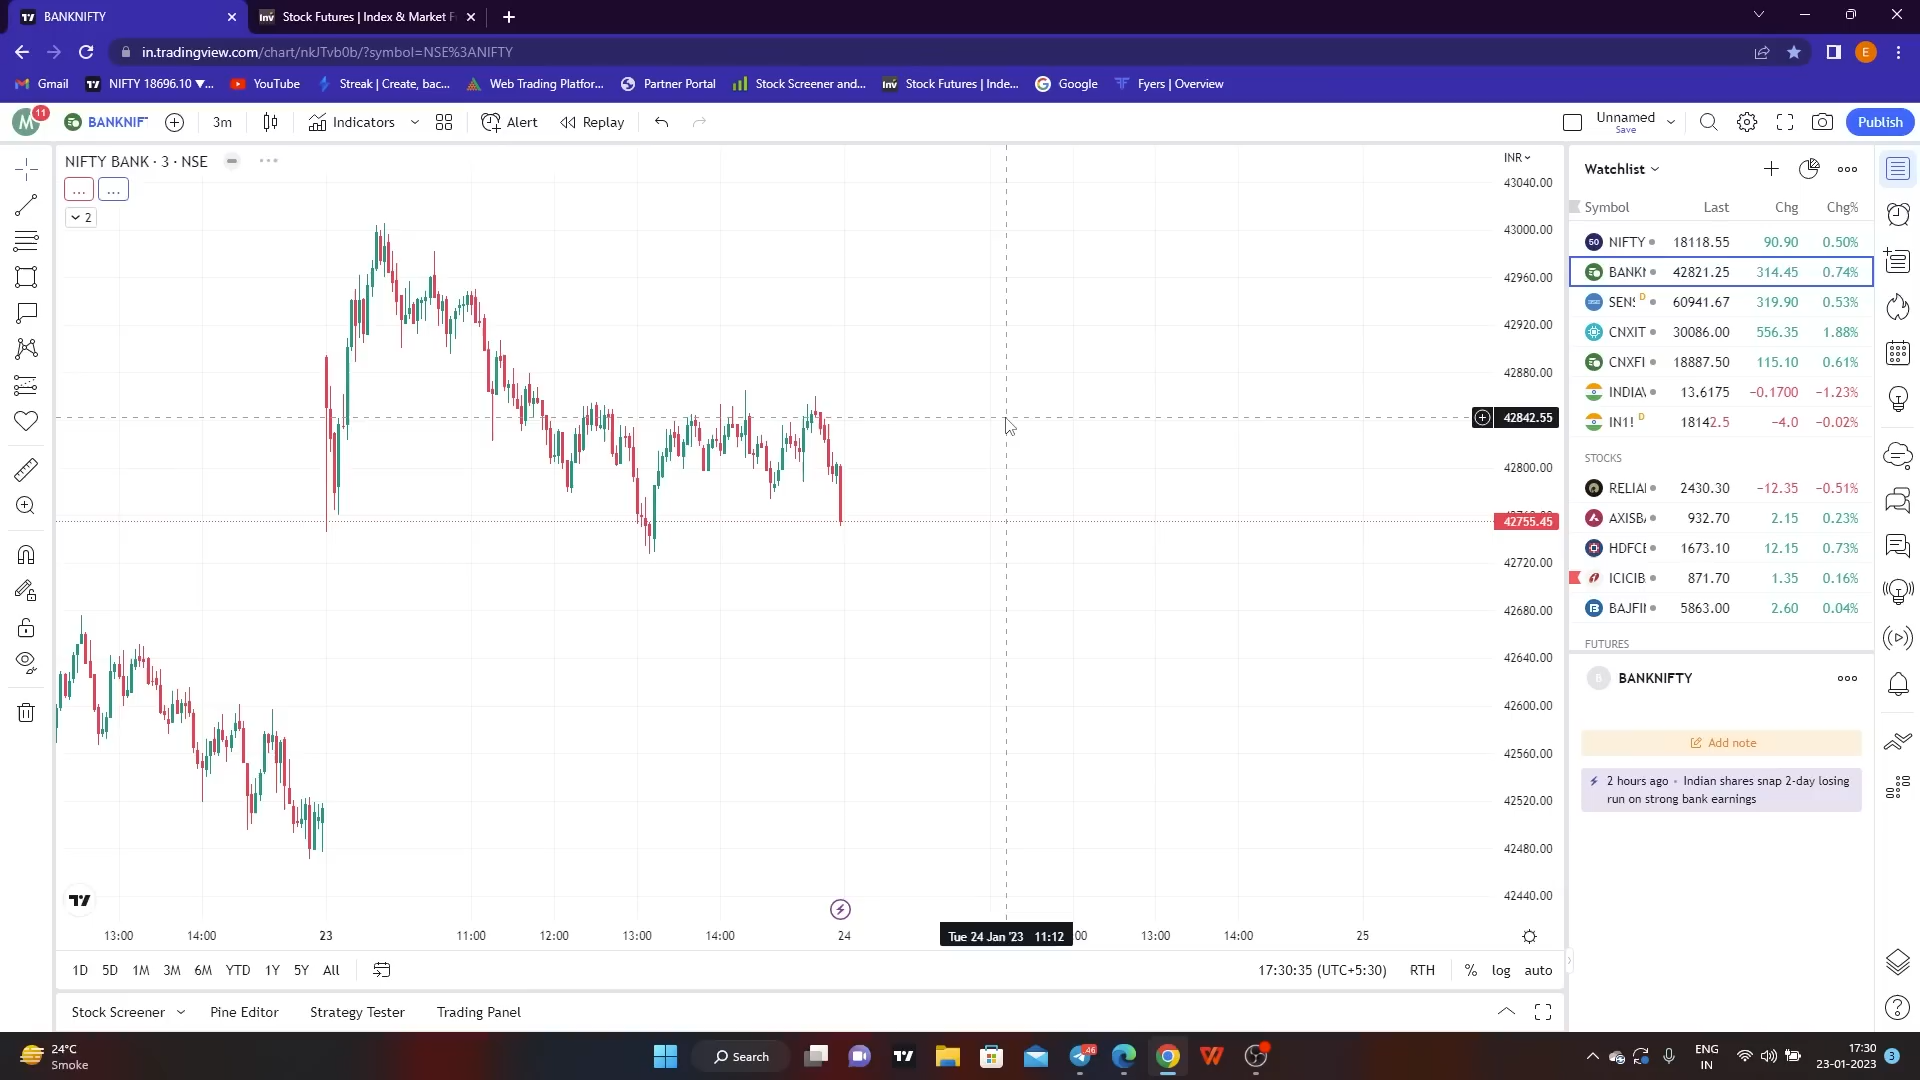 BANKNIFTY
Stock Futures | Index & Market F
in.tradingview.com/chart/nkJTvb0b/?symbol=NSE%3ANIFTY
E
Gmail
NIFTY 18696.10 ▼...
YouTube
Streak | Create, bac...
Web Trading Platfor...
Partner Portal
Stock Screener and...
Inv
Stock Futures | Inde...
Google
Fyers | Overview
M
11
BANKNIF
3m
Indicators
Alert
Replay
Unnamed
Save
Publish
NIFTY BANK · 3 · NSE
...
...
2
INR
43040.00
43000.00
42960.00
42920.00
42880.00
42842.55
42800.00
42755.45
42720.00
42680.00
42640.00
42600.00
42560.00
42520.00
42480.00
42440.00
13:00
14:00
23
11:00
12:00
13:00
14:00
24
Tue 24 Jan '23 11:12
:00
13:00
14:00
25
1D
5D
1M
3M
6M
YTD
1Y
5Y
All
17:30:35 (UTC+5:30)
RTH
%
log
auto
Stock Screener
Pine Editor
Strategy Tester
Trading Panel
Watchlist
Symbol Last Chg Chg%
50 NIFTY 18118.55 90.90 0.50%
BANKN 42821.25 314.45 0.74%
SENS D 60941.67 319.90 0.53%
CNXIT 30086.00 556.35 1.88%
CNXFI 18887.50 115.10 0.61%
INDIAV 13.6175 −0.1700 −1.23%
IN1! D 18142.5 −4.0 −0.02%
STOCKS
RELIA 2430.30 −12.35 −0.51%
AXISBA 932.70 2.15 0.23%
HDFCB 1673.10 12.15 0.73%
ICICIB 871.70 1.35 0.16%
BAJFI 5863.00 2.60 0.04%
FUTURES
B BANKNIFTY
Add note
2 hours ago · Indian shares snap 2-day losing
run on strong bank earnings
24°C
Smoke
Search
46
ENG
IN
17:30
23-01-2023
3